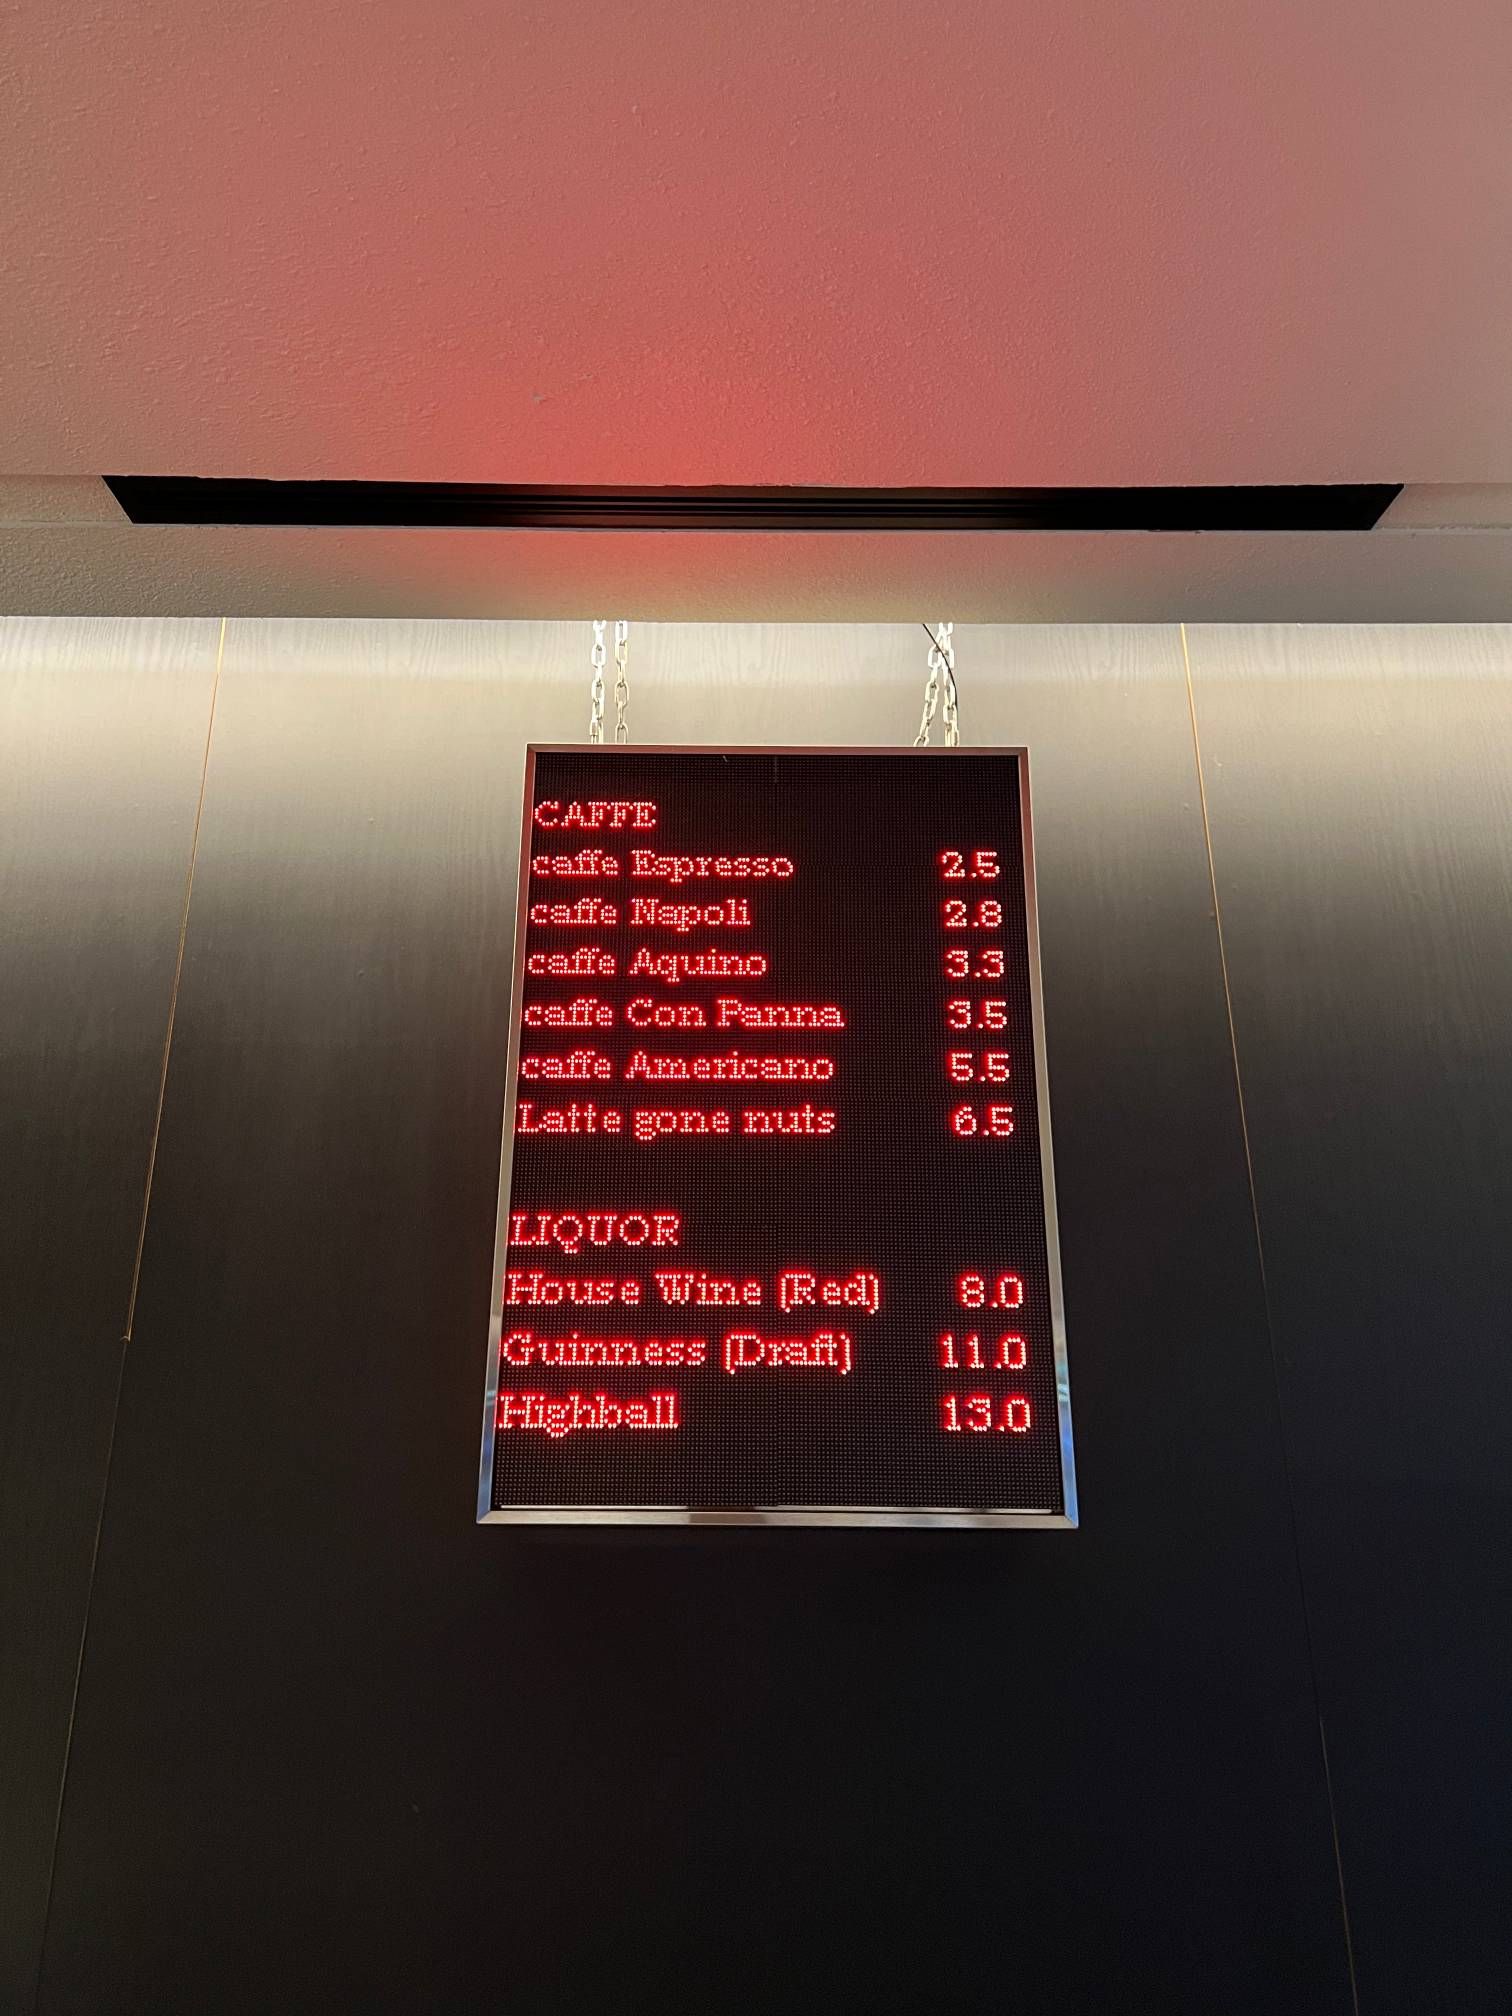 CAFFE
caffe Espresso 2.5
caffe Napoli 2.8
caffe Aquino 3.3
caffe Con Panna 3.5
caffe Americano 5.5
Latte gone nuts 6.5
LIQUOR
House Wine (Red) 8.0
Guinness (Draft) 11.0
Highball 13.0